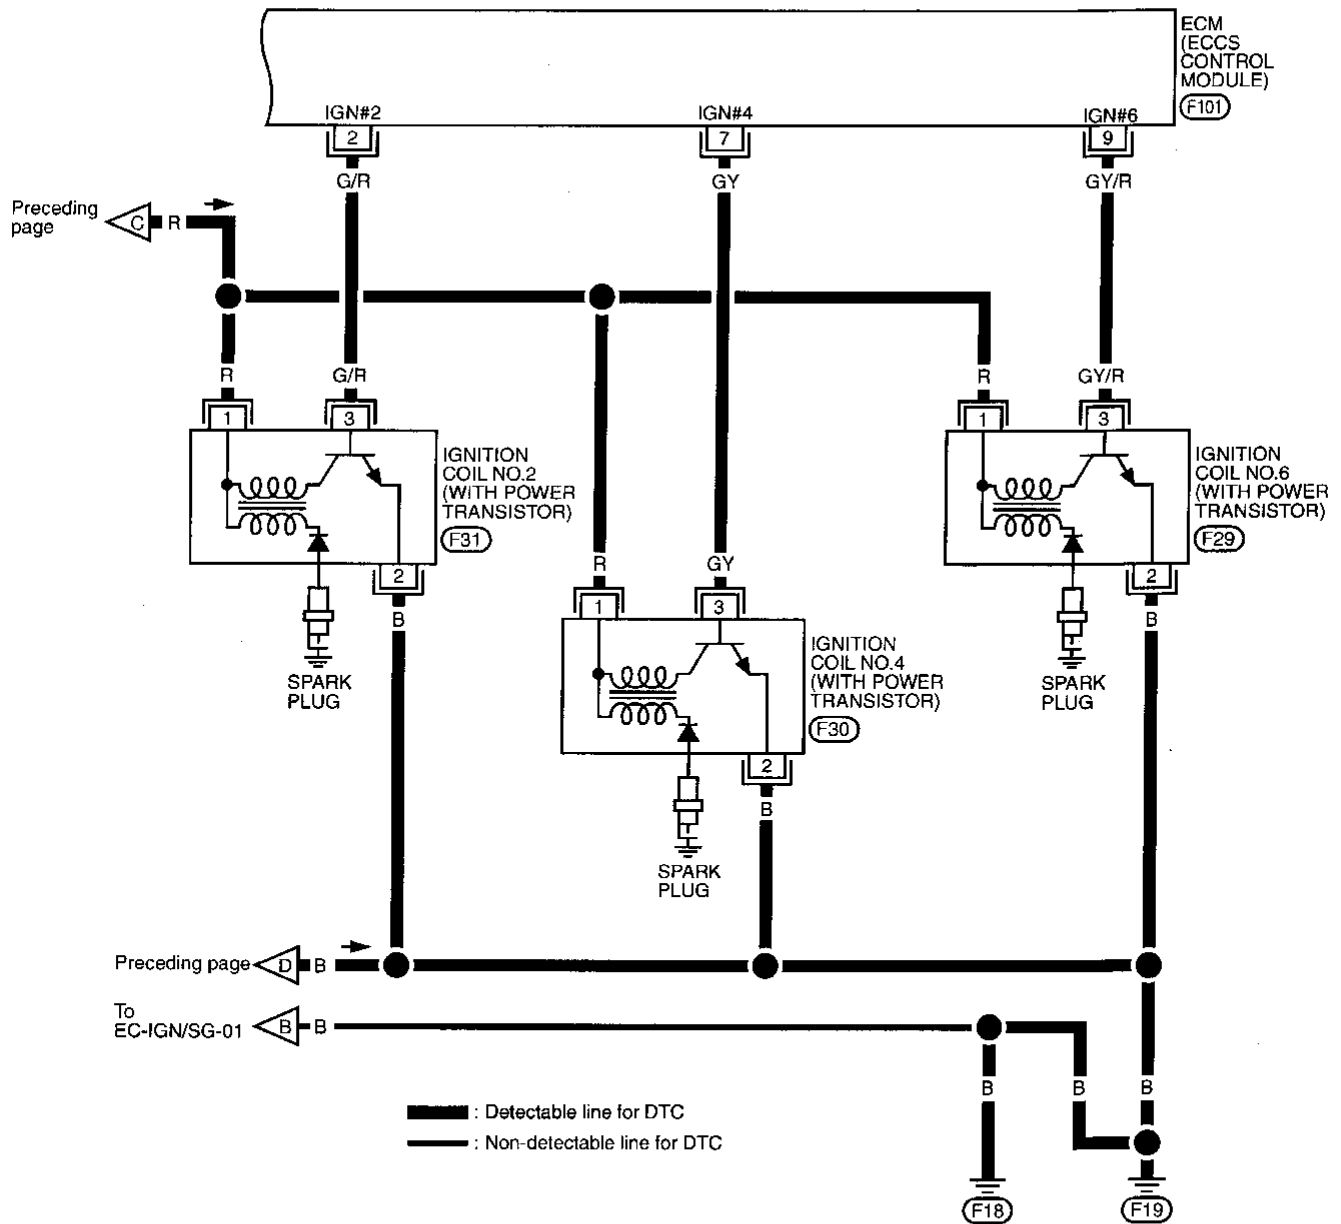 ECM
(ECCS
CONTROL
MODULE)
F101
IGN#2
IGN#4
IGN#6
2
7
9
G/R
GY
GY/R
Preceding
page
C
R
R
G/R
R
GY/R
1
3
1
3
IGNITION
COIL NO.2
(WITH POWER
TRANSISTOR)
F31
IGNITION
COIL NO.6
(WITH POWER
TRANSISTOR)
F29
R
GY
2
2
1
3
B
B
IGNITION
COIL NO.4
(WITH POWER
TRANSISTOR)
F30
SPARK
PLUG
SPARK
PLUG
2
B
SPARK
PLUG
Preceding page
D
B
To
EC-IGN/SG-01
B
B
B
B
B
: Detectable line for DTC
: Non-detectable line for DTC
F18
F19